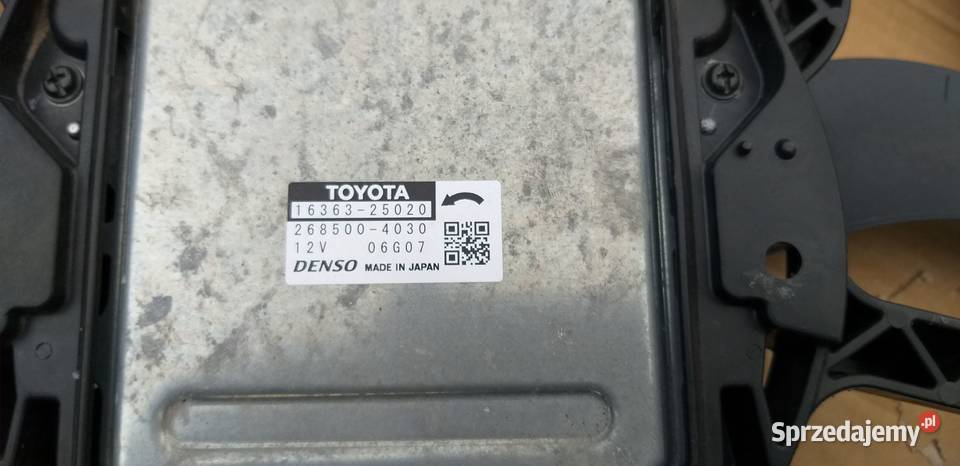 TOYOTA
16363-25020
268500-4030
12V 06G07
DENSO MADE IN JAPAN
Sprzedajemy.pl